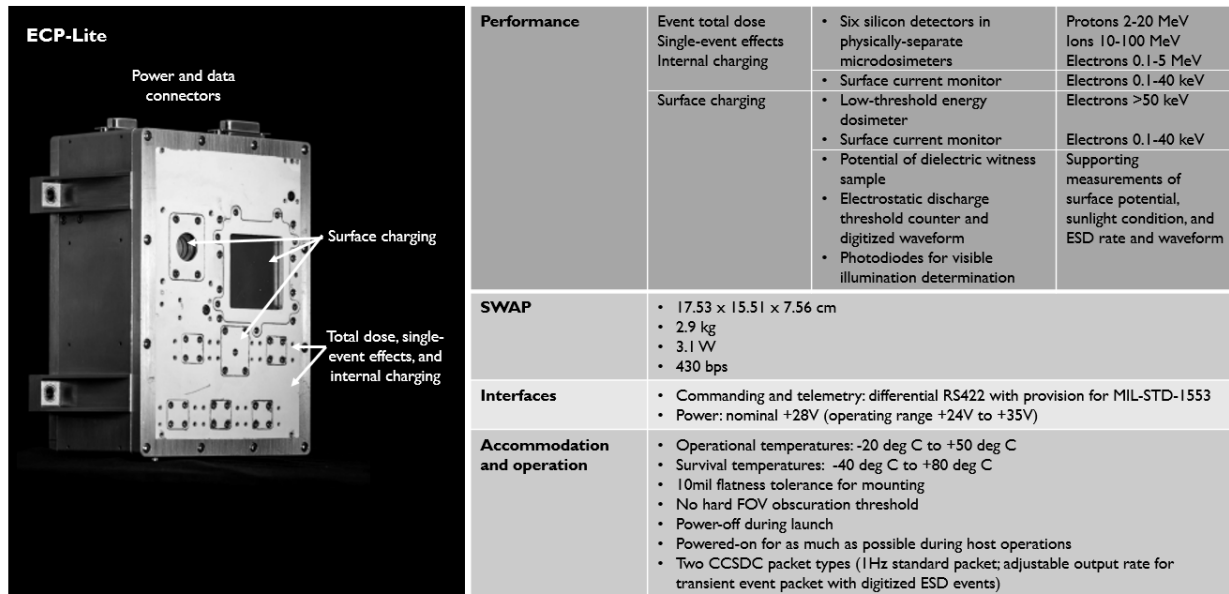 ECP-Lite
Power and data
connectors
Surface charging
Total dose, single-
event effects, and
internal charging
Performance
Event total dose
Single-event effects
Internal charging
• Six silicon detectors in
physically-separate
microdosimeters
Protons 2-20 MeV
Ions 10-100 MeV
Electrons 0.1-5 MeV
• Surface current monitor
Electrons 0.1-40 keV
Surface charging
• Low-threshold energy
dosimeter
Electrons >50 keV
• Surface current monitor
Electrons 0.1-40 keV
• Potential of dielectric witness
sample
• Electrostatic discharge
threshold counter and
digitized waveform
• Photodiodes for visible
illumination determination
Supporting
measurements of
surface potential,
sunlight condition, and
ESD rate and waveform
SWAP
• 17.53 x 15.51 x 7.56 cm
• 2.9 kg
• 3.1 W
• 430 bps
Interfaces
• Commanding and telemetry: differential RS422 with provision for MIL-STD-1553
• Power: nominal +28V (operating range +24V to +35V)
Accommodation
and operation
• Operational temperatures: -20 deg C to +50 deg C
• Survival temperatures: -40 deg C to +80 deg C
• 10mil flatness tolerance for mounting
• No hard FOV obscuration threshold
• Power-off during launch
• Powered-on for as much as possible during host operations
• Two CCSDC packet types (1Hz standard packet; adjustable output rate for
transient event packet with digitized ESD events)